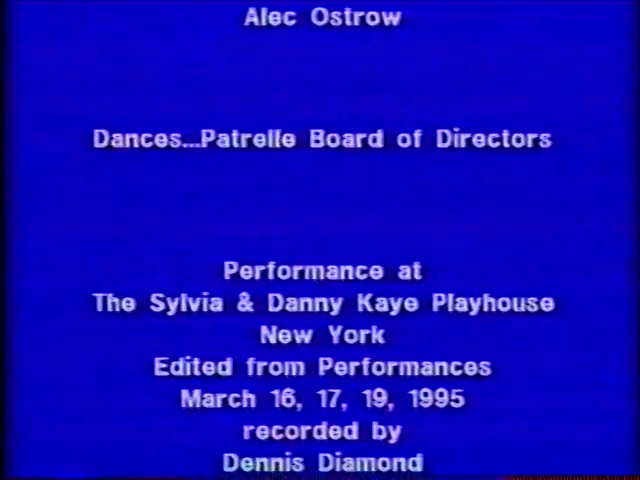 Alec Ostrow
Dances...Patrelle Board of Directors
Performance at
The Sylvia & Danny Kaye Playhouse
New York
Edited from Performances
March 16, 17, 19, 1995
recorded by
Dennis Diamond